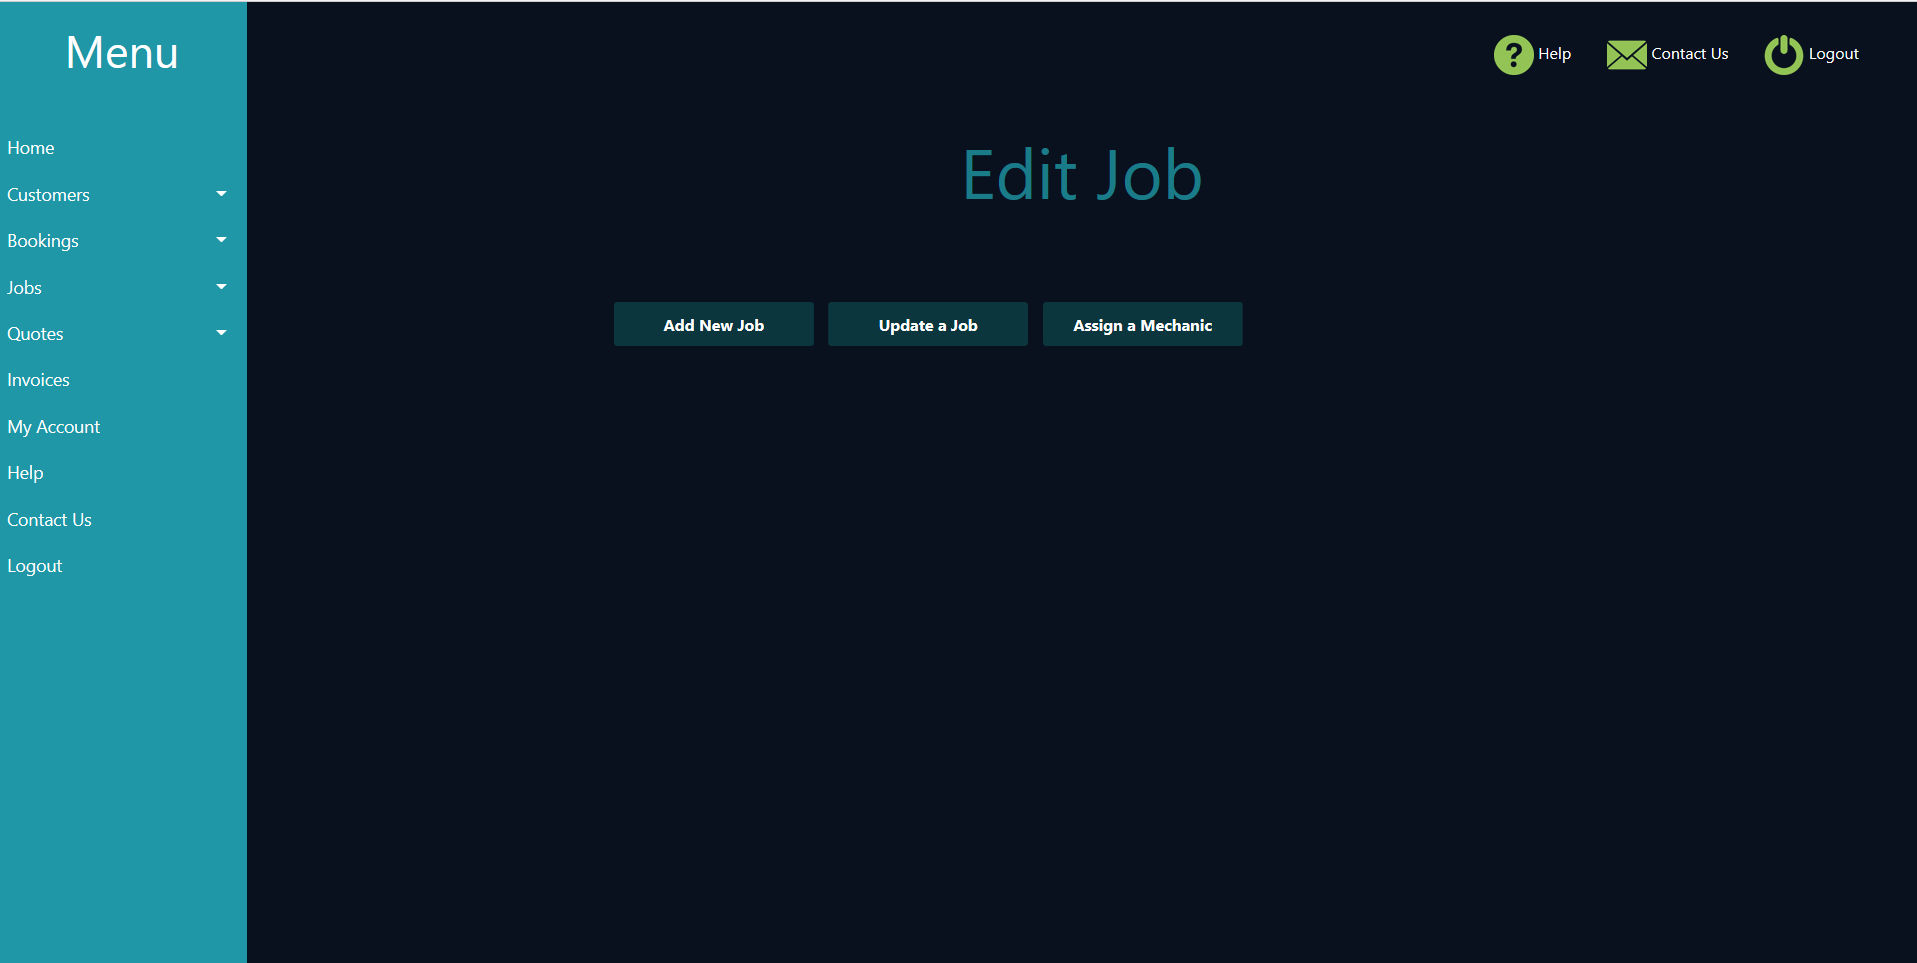 Menu
Help
Contact Us
Logout
Home
Customers
Bookings
Jobs
Quotes
Invoices
My Account
Help
Contact Us
Logout
Edit Job
Add New Job
Update a Job
Assign a Mechanic